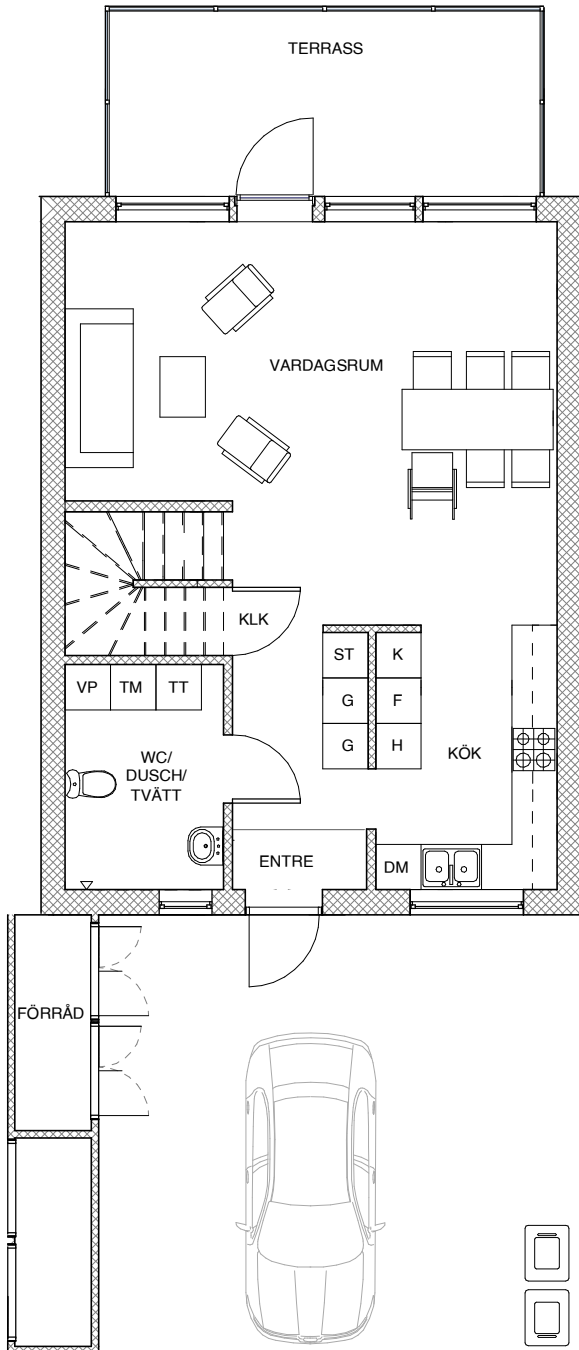 TERRASS
VARDAGSRUM
KLK
ST
K
G
F
G
H
VP
TM
TT
WC/
DUSCH/
TVÄTT
KÖK
ENTRE
DM
FÖRRÅD